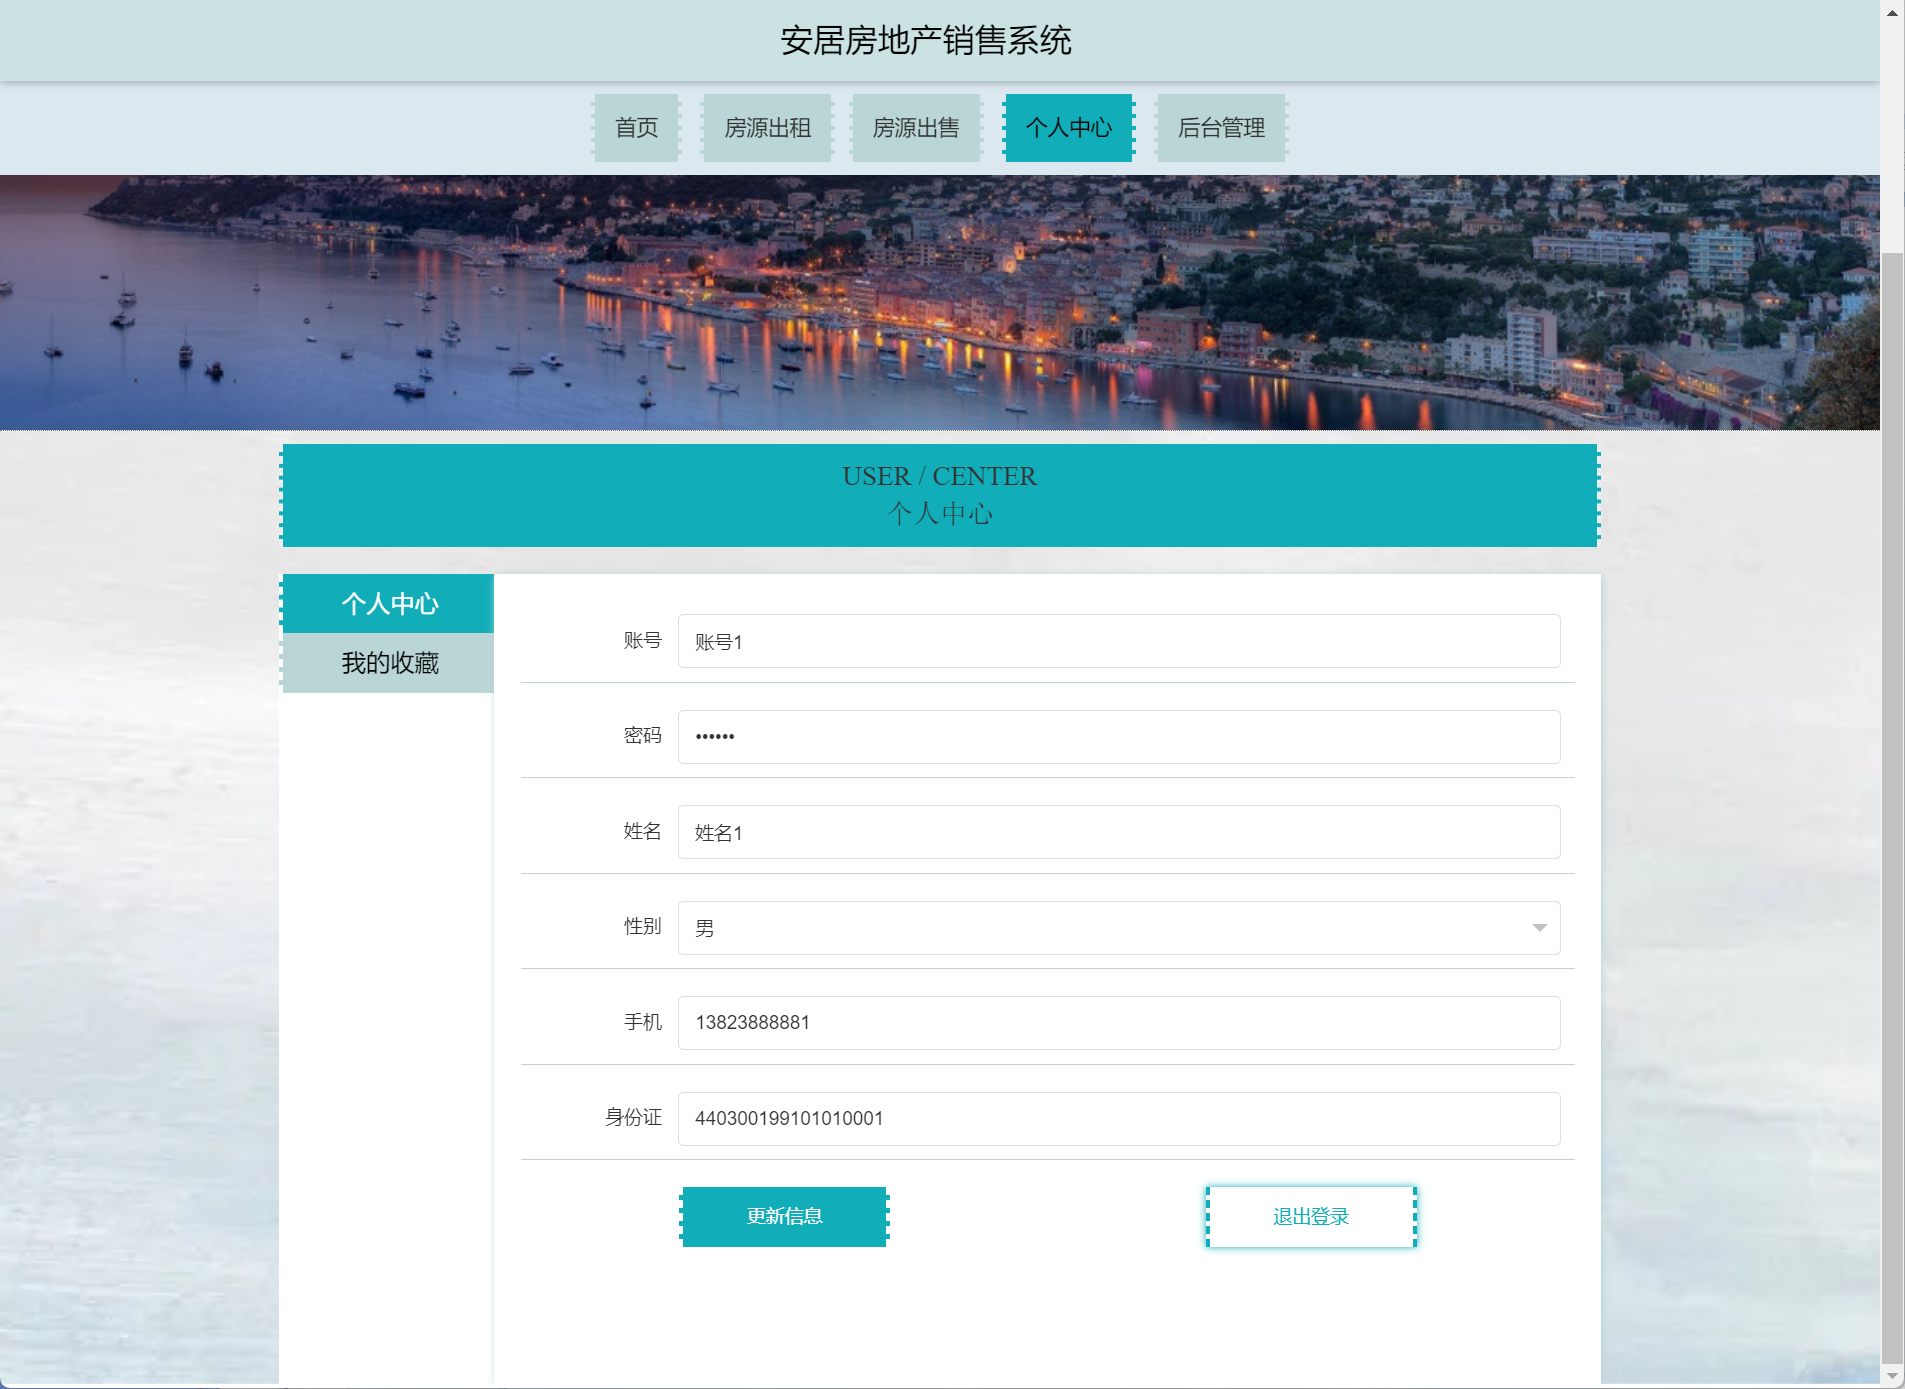 安居房地产销售系统
首页 房源出租 房源出售 个人中心 后台管理
USER / CENTER
个人中心
个人中心
我的收藏
账号 账号1
密码 ••••••
姓名 姓名1
性别 男
手机 13823888881
身份证 440300199101010001
更新信息 退出登录